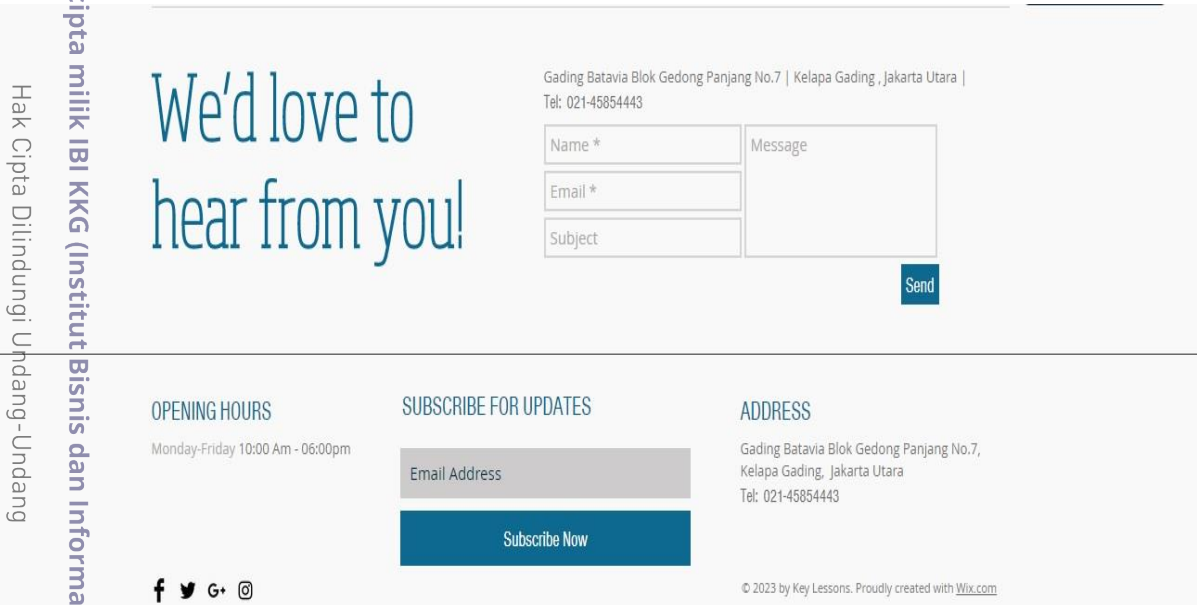 Hak Cipta Dilindungi Undang-Undang
cipta milik IBI KKG (Institut Bisnis dan Informa
We'd love to
hear from you!
Gading Batavia Blok Gedong Panjang No.7 | Kelapa Gading , Jakarta Utara |
Tel: 021-45854443
Name *
Message
Email *
Subject
Send
OPENING HOURS
Monday-Friday 10:00 Am - 06:00pm
SUBSCRIBE FOR UPDATES
Email Address
Subscribe Now
ADDRESS
Gading Batavia Blok Gedong Panjang No.7,
Kelapa Gading, Jakarta Utara
Tel: 021-45854443
G+
© 2023 by Key Lessons. Proudly created with Wix.com